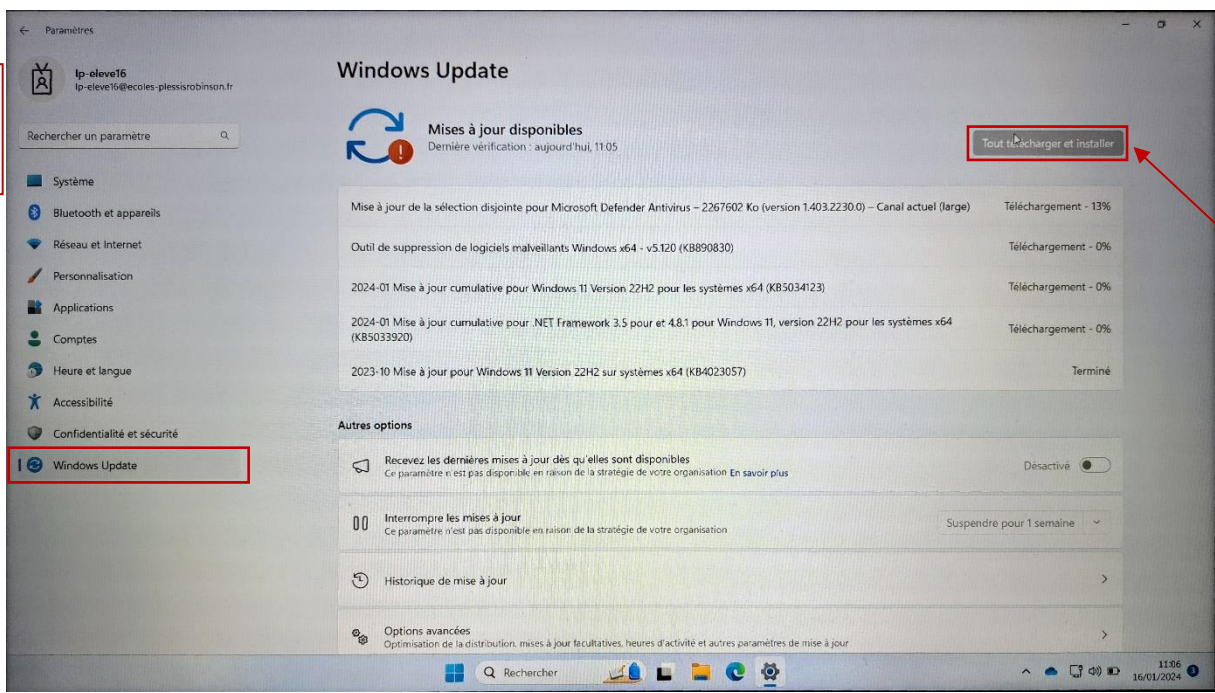 Paramètres
lp-eleve16
lp-eleve16@ecoles-plessisrobinson.fr
Rechercher un paramètre
Système
Bluetooth et appareils
Réseau et Internet
Personnalisation
Applications
Comptes
Heure et langue
Accessibilité
Confidentialité et sécurité
Windows Update
Windows Update
Mises à jour disponibles
Dernière vérification : aujourd'hui, 11:05
Tout télécharger et installer
Mise à jour de la sélection disjointe pour Microsoft Defender Antivirus – 2267602 Ko (version 1.403.2230.0) – Canal actuel (large) Téléchargement - 13%
Outil de suppression de logiciels malveillants Windows x64 - v5.120 (KB890830) Téléchargement - 0%
2024-01 Mise à jour cumulative pour Windows 11 Version 22H2 pour les systèmes x64 (KB5034123) Téléchargement - 0%
2024-01 Mise à jour cumulative pour .NET Framework 3.5 pour et 4.8.1 pour Windows 11, version 22H2 pour les systèmes x64 Téléchargement - 0%
(KB5033920)
2023-10 Mise à jour pour Windows 11 Version 22H2 sur systèmes x64 (KB4023057) Terminé
Autres options
Recevez les dernières mises à jour dès qu'elles sont disponibles
Ce paramètre n'est pas disponible en raison de la stratégie de votre organisation En savoir plus
Désactivé
Interrompre les mises à jour
Ce paramètre n'est pas disponible en raison de la stratégie de votre organisation
Suspendre pour 1 semaine
Historique de mise à jour
Options avancées
Optimisation de la distribution, mises à jour facultatives, heures d'activité et autres paramètres de mise à jour
Rechercher
11:06
16/01/2024